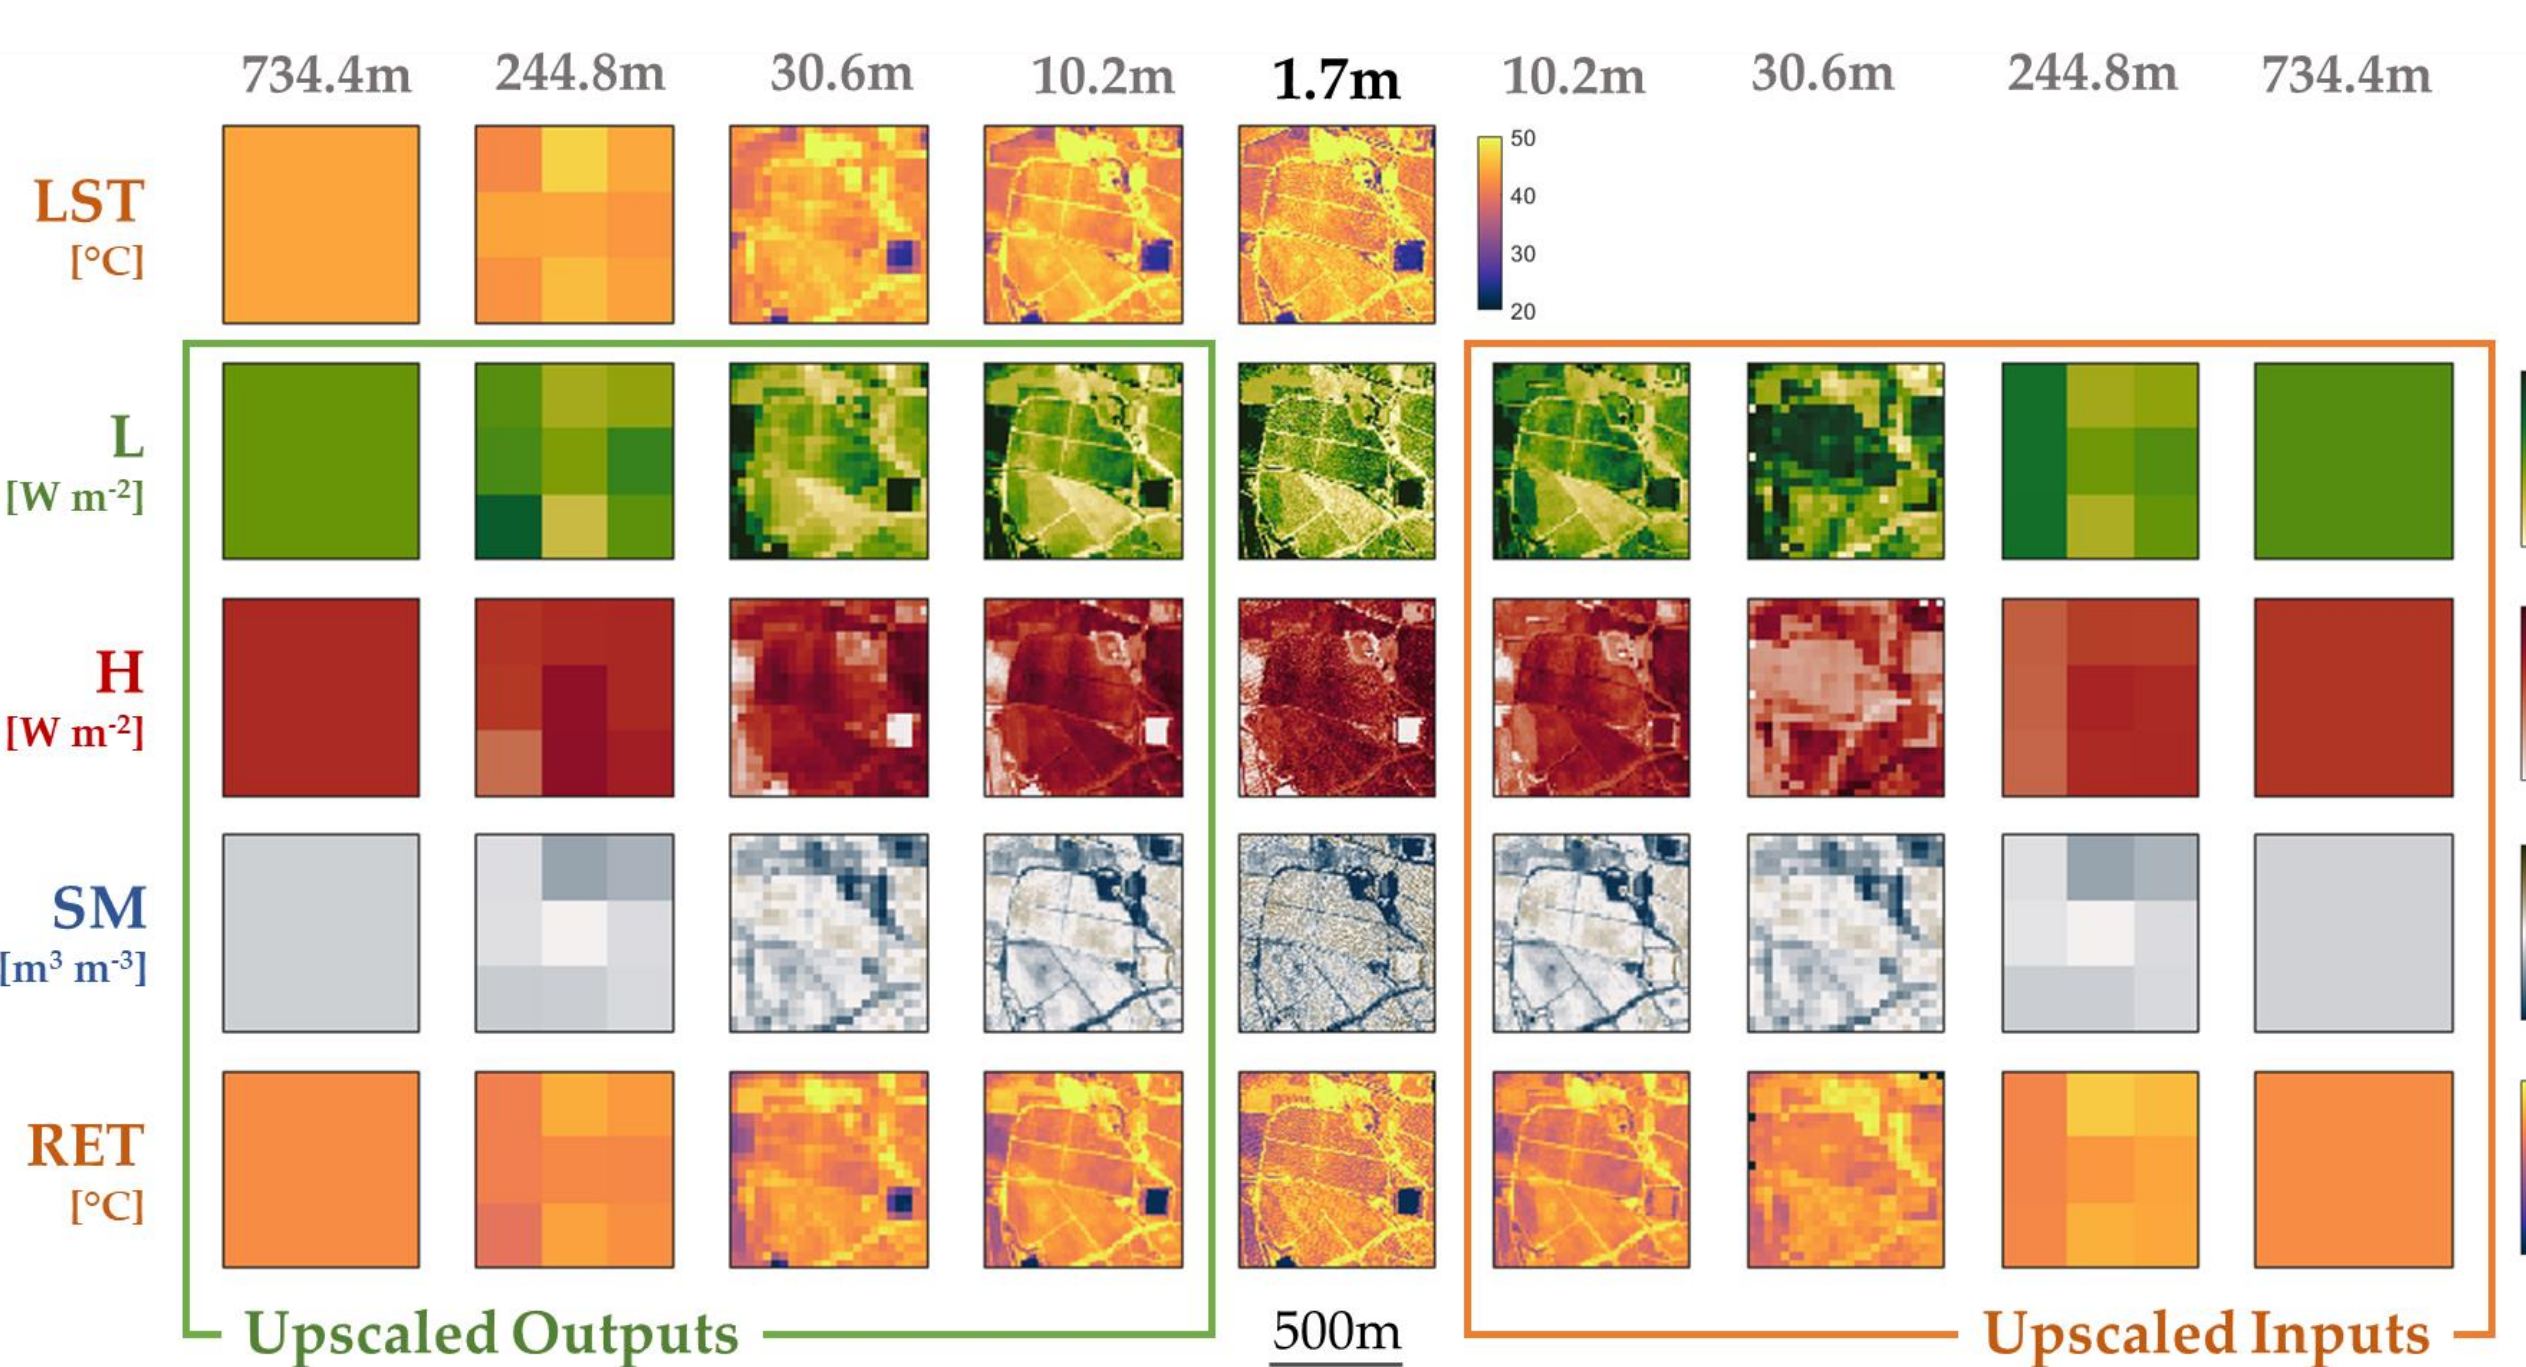 734.4m 244.8m 30.6m 10.2m 1.7m 10.2m 30.6m 244.8m 734.4m
LST
[°C]
50
40
30
20
L
[W m-2]
H
[W m-2]
SM
[m3 m-3]
RET
[°C]
Upscaled Outputs
500m
Upscaled Inputs